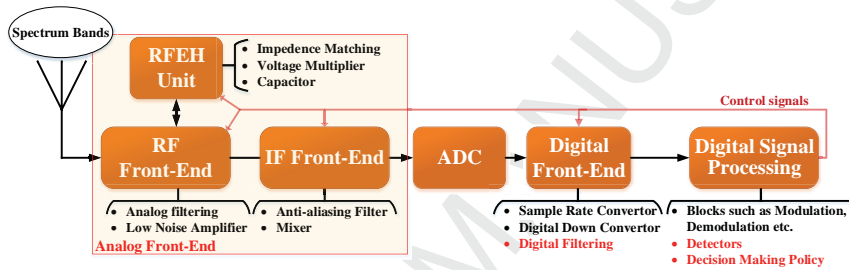 Spectrum Bands
RFEH
Unit
• Impedence Matching
• Voltage Multiplier
• Capacitor
Control signals
RF
Front-End
IF Front-End
ADC
Digital
Front-End
Digital Signal
Processing
• Analog filtering
• Low Noise Amplifier
• Anti-aliasing Filter
• Mixer
• Sample Rate Convertor
• Digital Down Convertor
• Digital Filtering
• Blocks such as Modulation,
Demodulation etc.
• Detectors
• Decision Making Policy
Analog Front-End